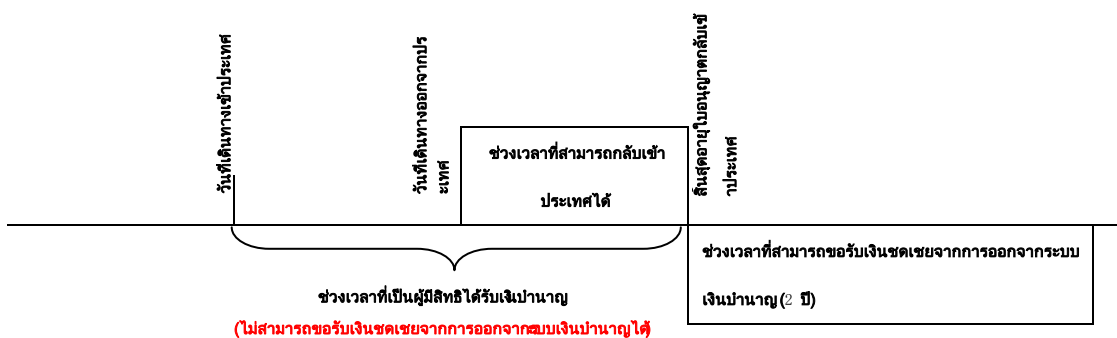 วันที่เดินทางเข้าประเทศ
วันที่เดินทางออกจากปร
ะเทศ
ช่วงเวลาที่สามารถกลับเข้า
ประเทศได้
สิ้นสุดอายุใบอนุญาตกลับเข้
าประเทศ
ช่วงเวลาที่สามารถขอรับเงินชดเชยจากการออกจากระบบ
เงินบำนาญ (2 ปี)
ช่วงเวลาที่เป็นผู้มีสิทธิได้รับเงินบำนาญ
(ไม่สามารถขอรับเงินชดเชยจากการออกจากระบบเงินบำนาญได้)